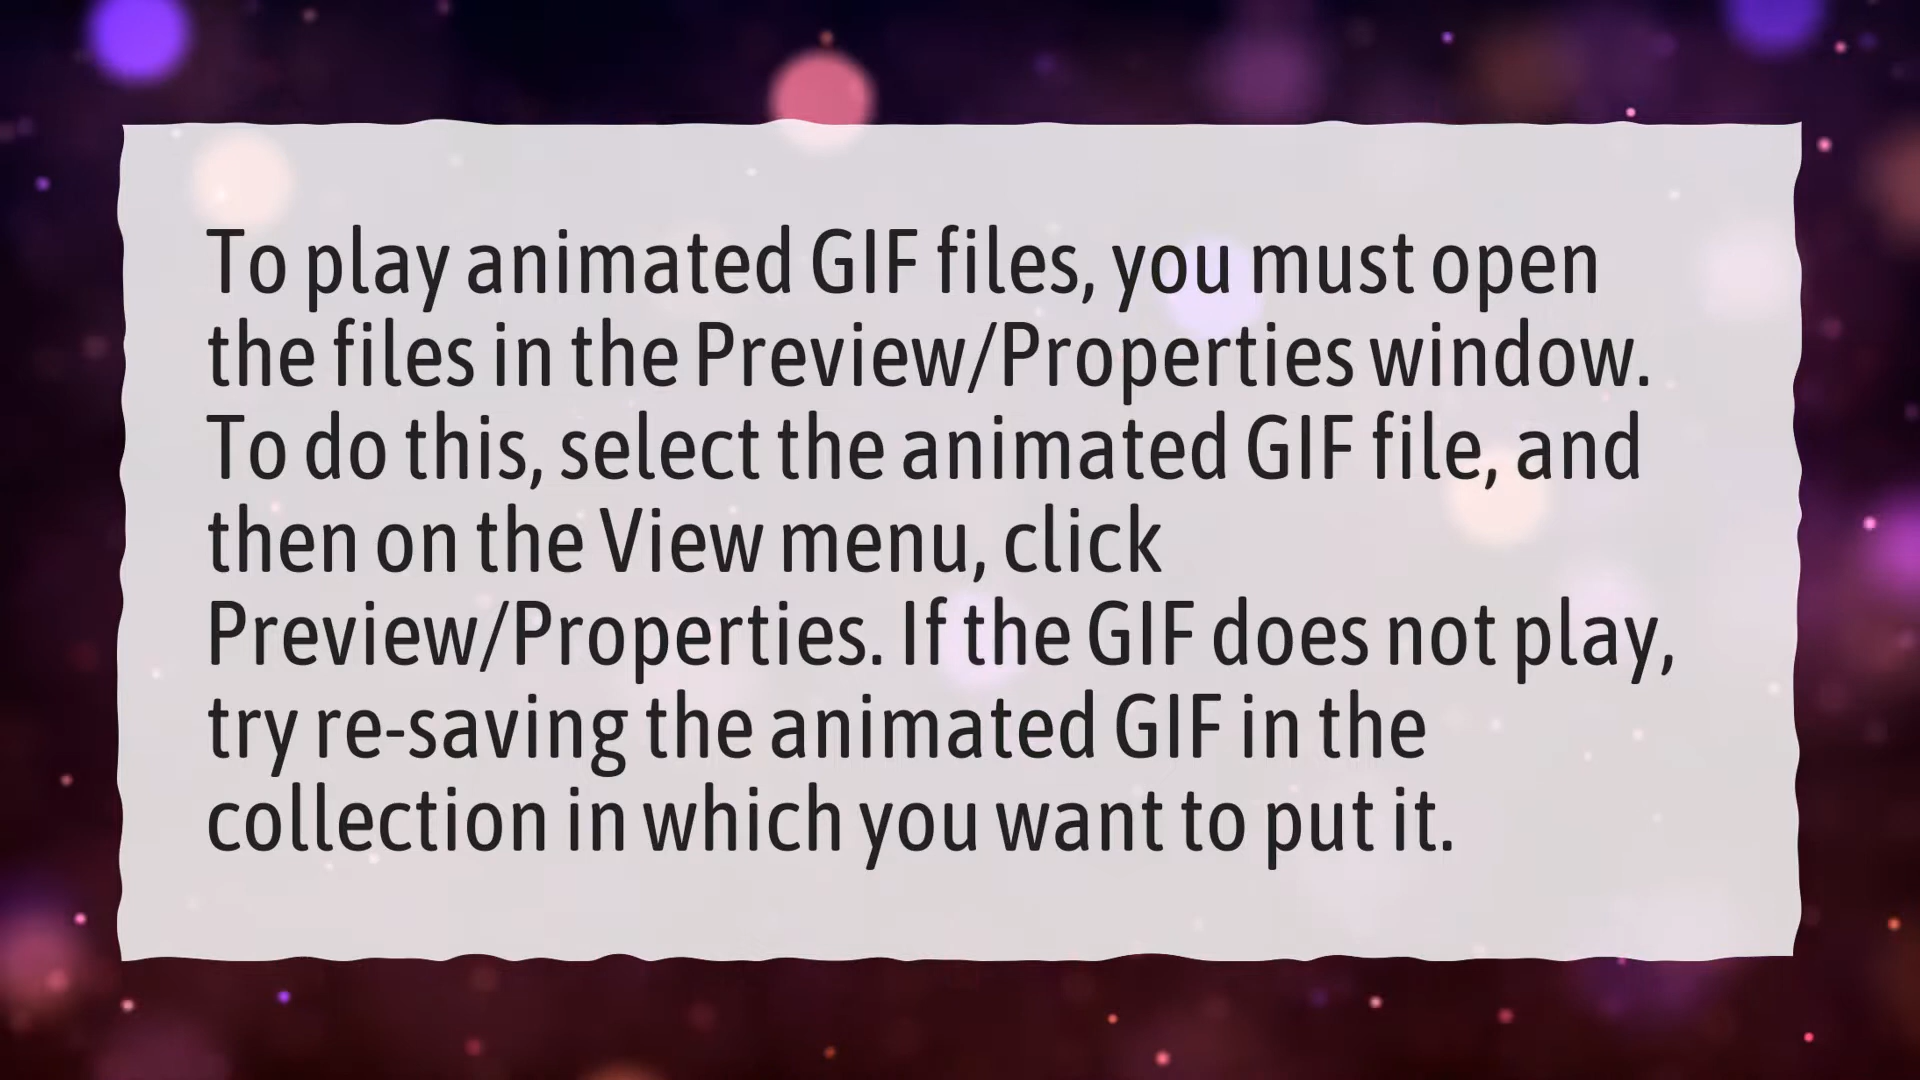 To play animated GIF files, you must open
the files in the Preview/Properties window.
To do this, select the animated GIF file, and
then on the View menu, click
Preview/Properties. If the GIF does not play,
try re-saving the animated GIF in the
collection in which you want to put it.